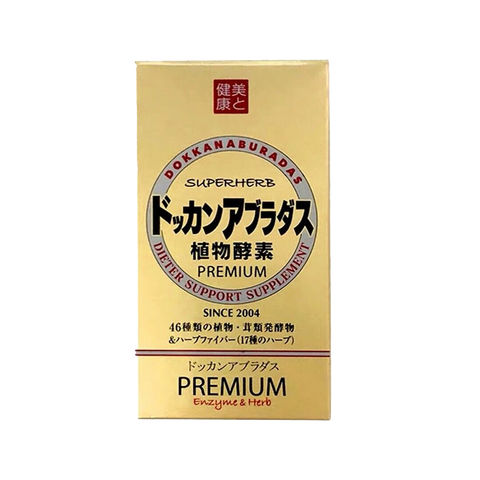 美と
健康
DOKKANABURADAS
SUPERHERB
ドッカンアブラダス
植物酵素
PREMIUM
DIETER SUPPORT SUPPLEMENT
SINCE 2004
46種類の植物・茸類発酵物
&ハーブファイバー(17種のハーブ)
ドッカンアブラダス
PREMIUM
Enzyme & Herb